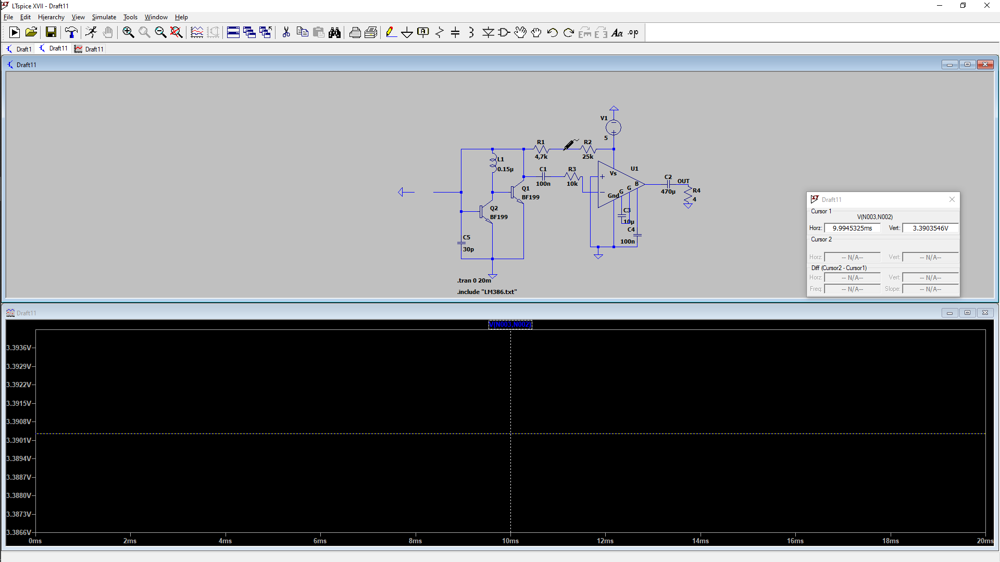 LTspice XVII - Draft11
File Edit Hierarchy View Simulate Tools Window Help
Aa .op
Draft1 Draft11 Draft11
Draft11
V1
5
R1
4,7k
R2
25k
L1
0.15µ
C1
100n
R3
10k
U1
Vs
+
−
Gnd
G
G
B
C2
470µ
OUT
R4
4
Q1
BF199
Q2
BF199
C3
10µ
C4
100n
C5
30p
.tran 0 20m
.include "LM386.txt"
Draft11
Cursor 1
V(N003,N002)
Horz: 9.9945325ms Vert: 3.3903546V
Cursor 2
Horz: -- N/A-- Vert: -- N/A--
Diff (Cursor2 - Cursor1)
Horz: -- N/A-- Vert: -- N/A--
Freq: -- N/A-- Slope: -- N/A--
Draft11
V(N003,N002)
3.3936V
3.3929V
3.3922V
3.3915V
3.3908V
3.3901V
3.3894V
3.3887V
3.3880V
3.3873V
3.3866V
0ms 2ms 4ms 6ms 8ms 10ms 12ms 14ms 16ms 18ms 20ms